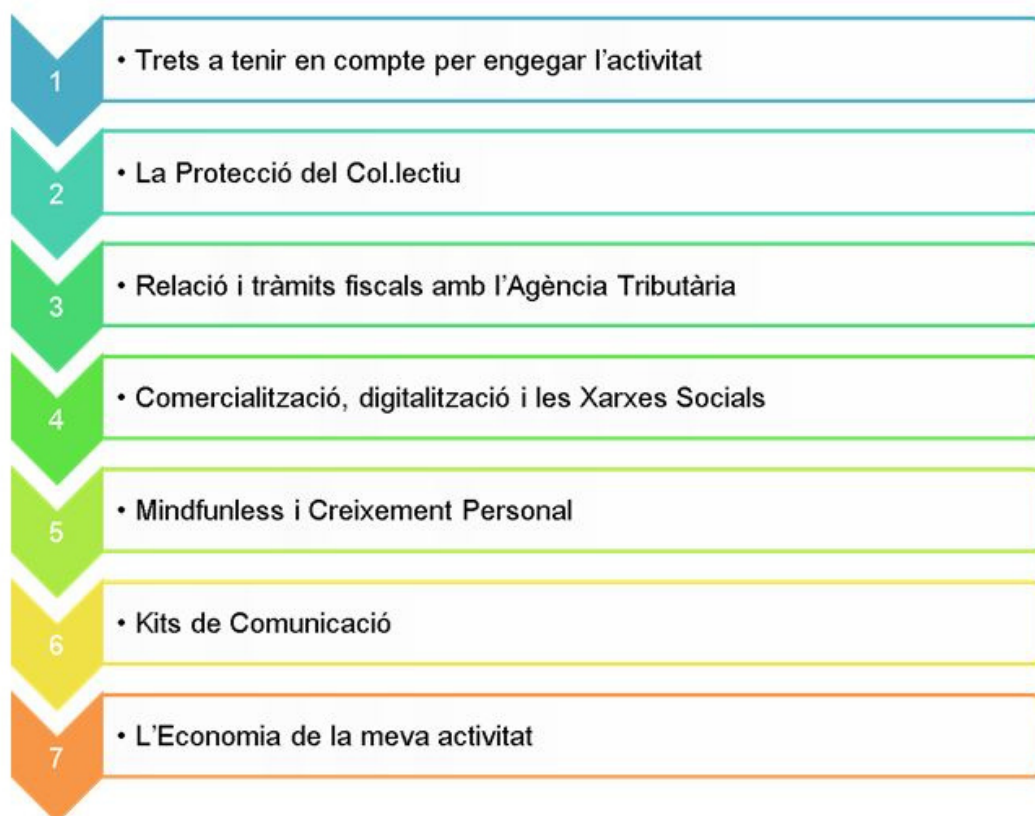 1
• Trets a tenir en compte per engegar l'activitat
2
• La Protecció del Col.lectiu
3
• Relació i tràmits fiscals amb l'Agència Tributària
4
• Comercialització, digitalització i les Xarxes Socials
5
• Mindfunless i Creixement Personal
6
• Kits de Comunicació
7
• L'Economia de la meva activitat